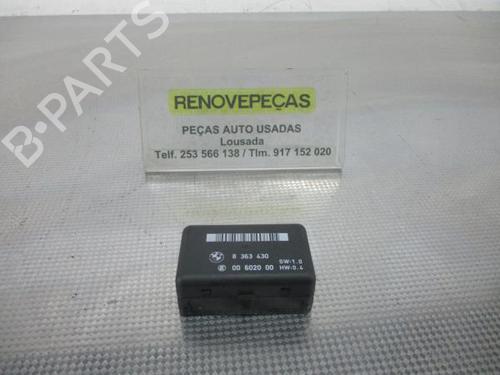 B-PARTS
RENOVEPEÇAS
PEÇAS AUTO USADAS
Lousada
Telf. 253 566 138 / Tlm. 917 152 020
8 363 430
SW:1.0
00 6020 00 HW:0.4